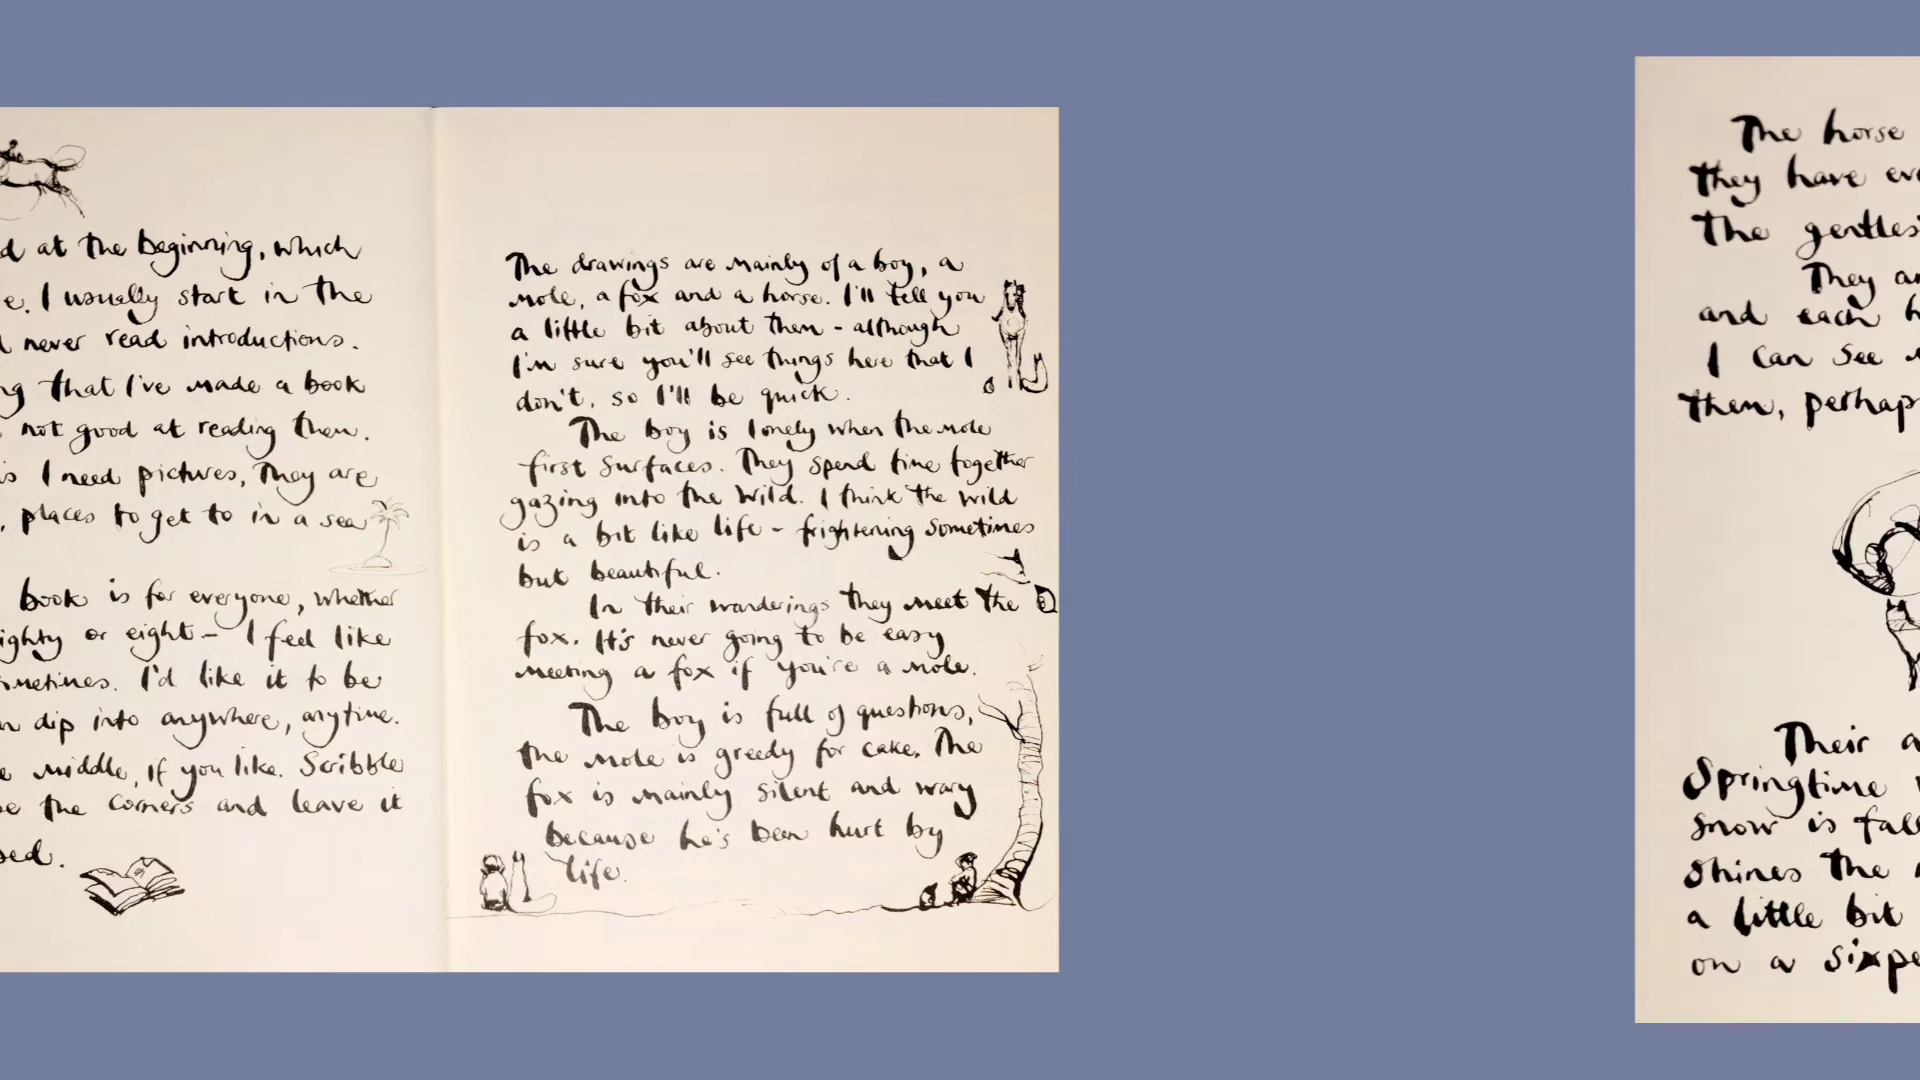 at the beginning, which
I usually start in the
never read introductions.
that I've made a book
not good at reading them.
is I need pictures, They are
, places to get to in a sea
book is for everyone, whether
eighty or eight - I feel like
sometimes. I'd like it to be
dip into anywhere, anytime.
Middle, if you like. Scribble
the corners and leave it
The drawings are mainly of a boy, a
mole, a fox and a horse. I'll tell you
a little bit about them - although
I'm sure you'll see things here that I
don't, so I'll be quick.
The boy is lonely when the mole
first surfaces. They spend time together
gazing into the wild. I think the wild
is a bit like life - frightening sometimes
but beautiful.
In their wanderings they meet the
fox. It's never going to be easy
meeting a fox if you're a mole.
The boy is full of questions,
the mole is greedy for cake. The
fox is mainly silent and wary
because he's been hurt by
life.
The horse
they have
The
They
and each
I can see
them,
Their
Springtime
snow is
shines the
a little bit
on a